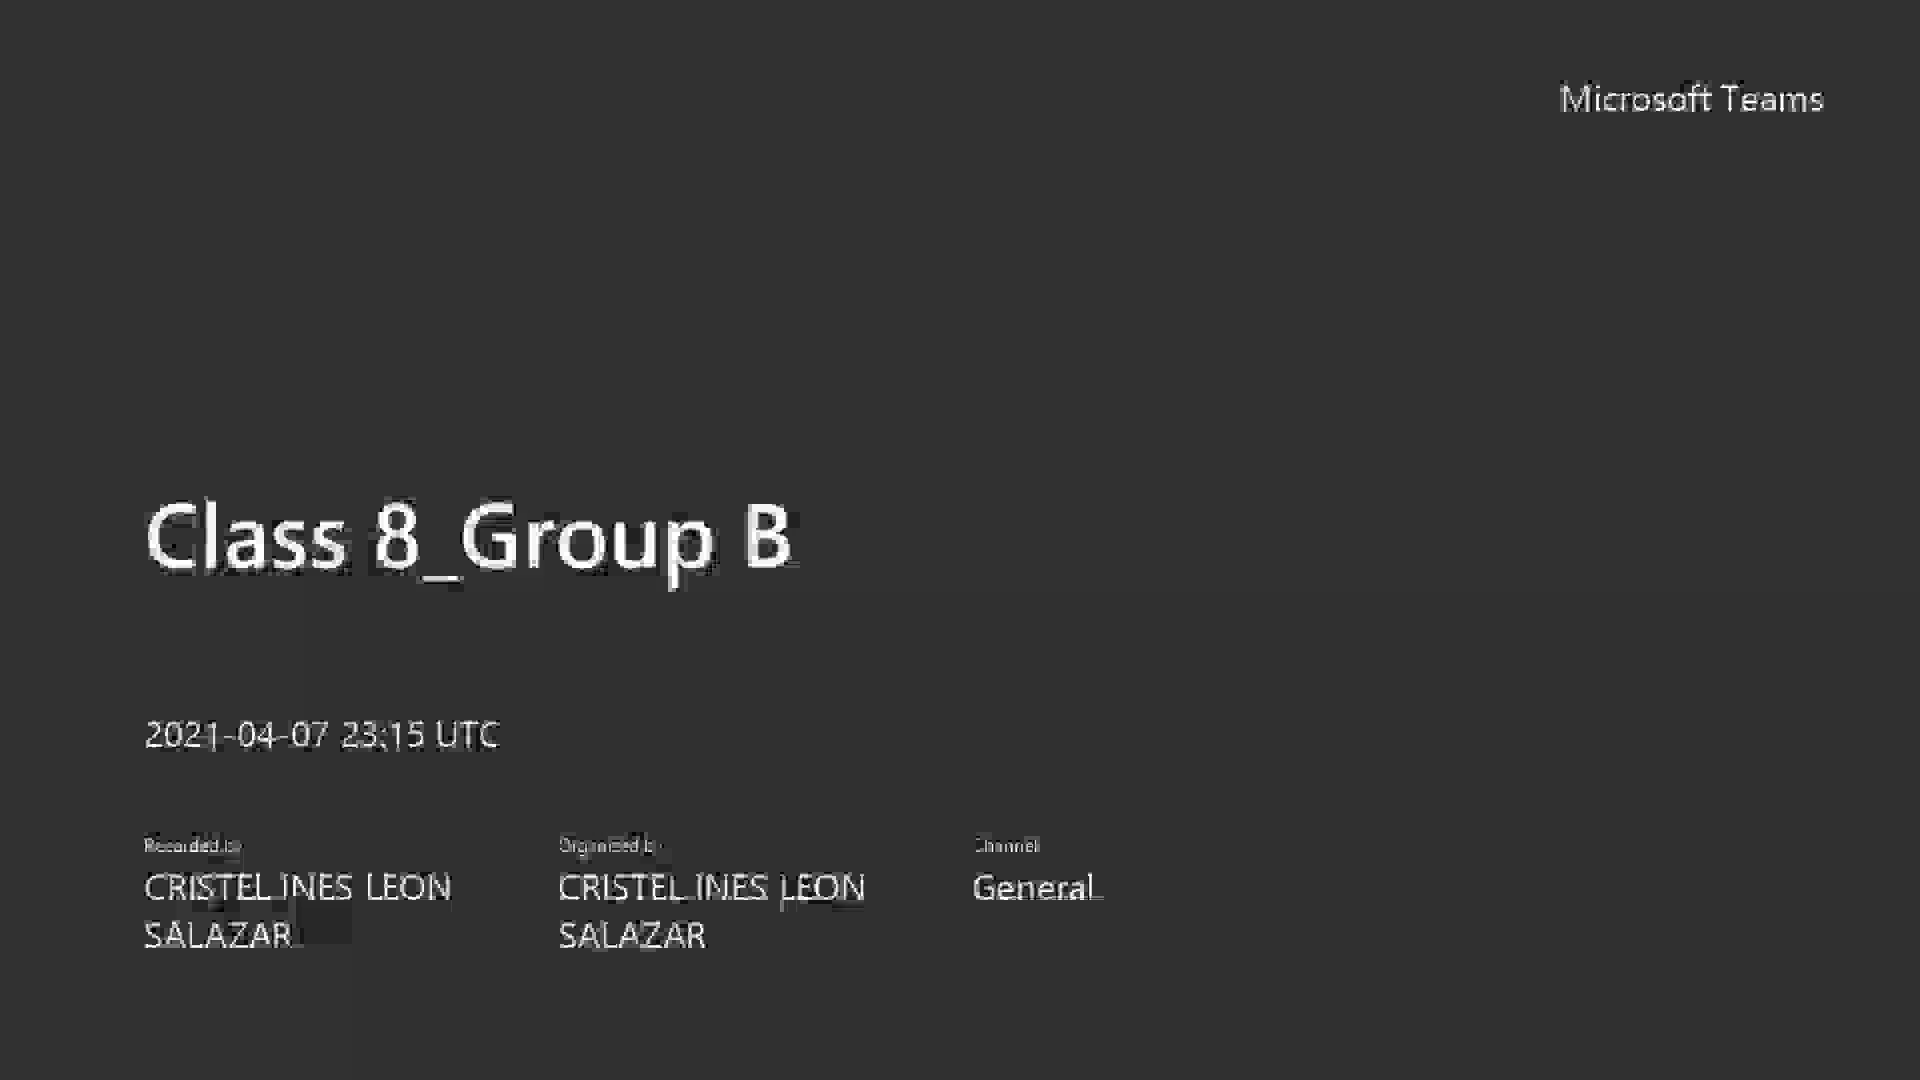 Microsoft Teams
Class 8_Group B
2021-04-07 23:15 UTC
Recorded by
CRISTEL INES LEON
SALAZAR
Organized by
CRISTEL INES LEON
SALAZAR
Channel
General